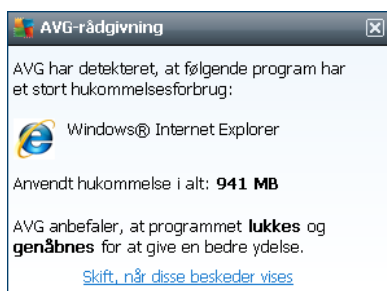 AVG-rådgivning
AVG har detekteret, at følgende program har
et stort hukommelsesforbrug:
Windows® Internet Explorer
Anvendt hukommelse i alt: 941 MB
AVG anbefaler, at programmet lukkes og
genåbnes for at give en bedre ydelse.
Skift, når disse beskeder vises